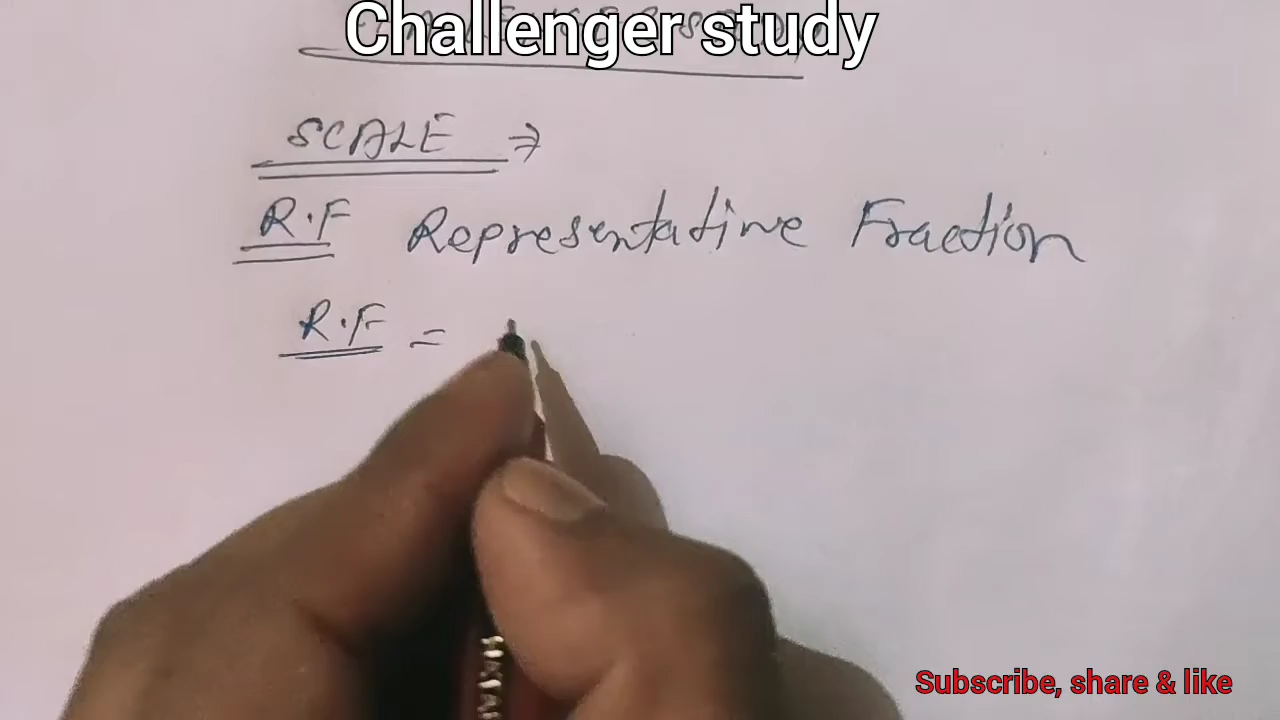 Challenger study
SCALE ⇒
R.F Representative Fraction
R.F =
Subscribe, share & like